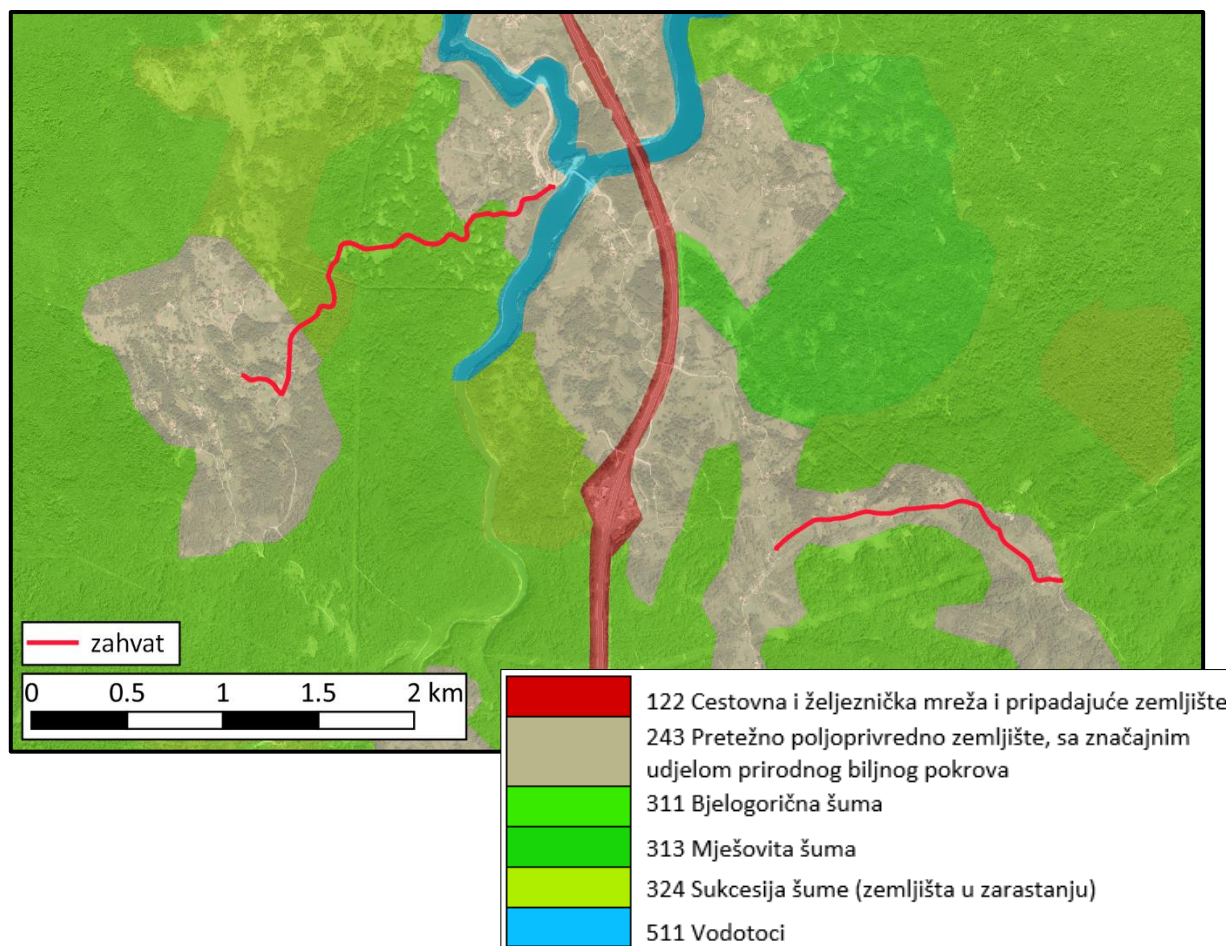 zahvat
0 0.5 1 1.5 2 km
122 Cestovna i željeznička mreža i pripadajuće zemljište
243 Pretežno poljoprivredno zemljište, sa značajnim
udjelom prirodnog biljnog pokrova
311 Bjelogorična šuma
313 Mješovita šuma
324 Sukcesija šume (zemljišta u zarastanju)
511 Vodotoci